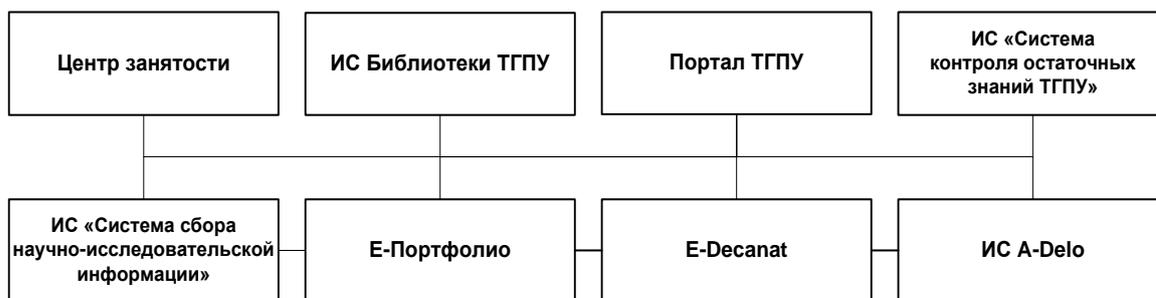 Центр занятости
ИС Библиотеки ТГПУ
Портал ТГПУ
ИС «Система
контроля остаточных
знаний ТГПУ»
ИС «Система сбора
научно-исследовательской
информации»
Е-Портфолио
E-Decanat
ИС A-Delo